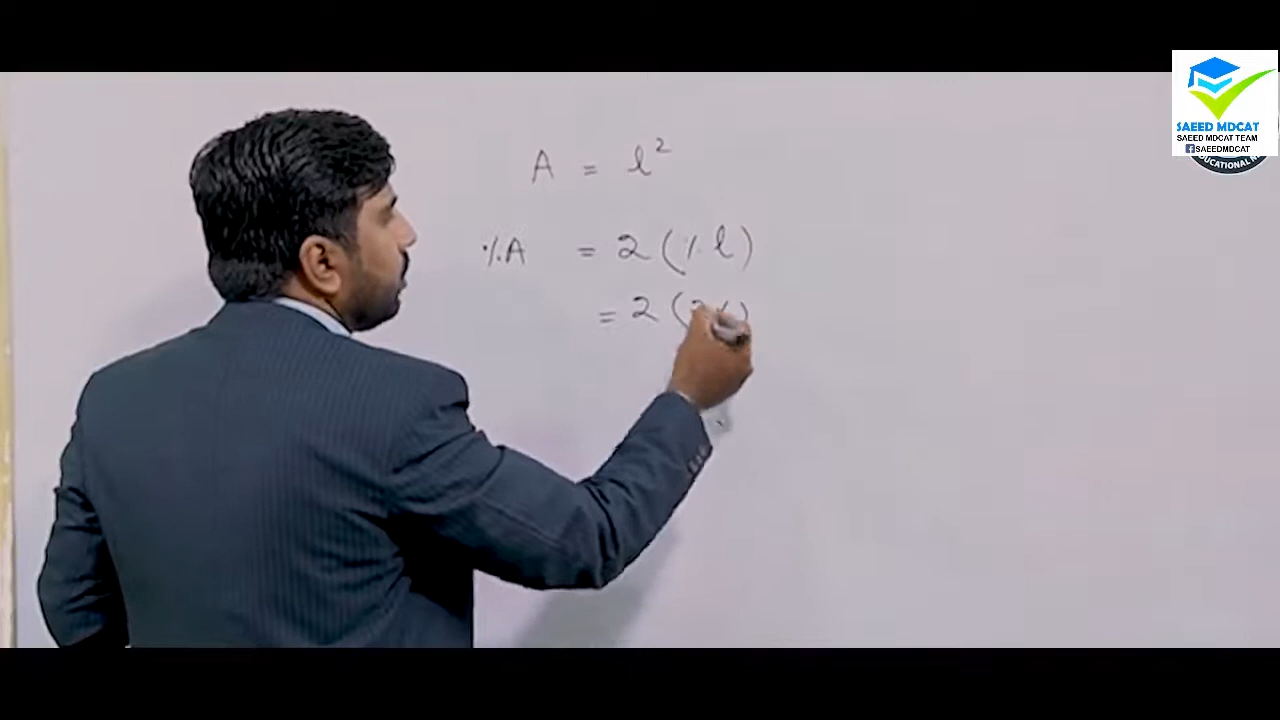 A = l²
%A = 2 (% l)
= 2 (
SAEED MDCAT
SAEED MDCAT TEAM
SAEEDMDCAT